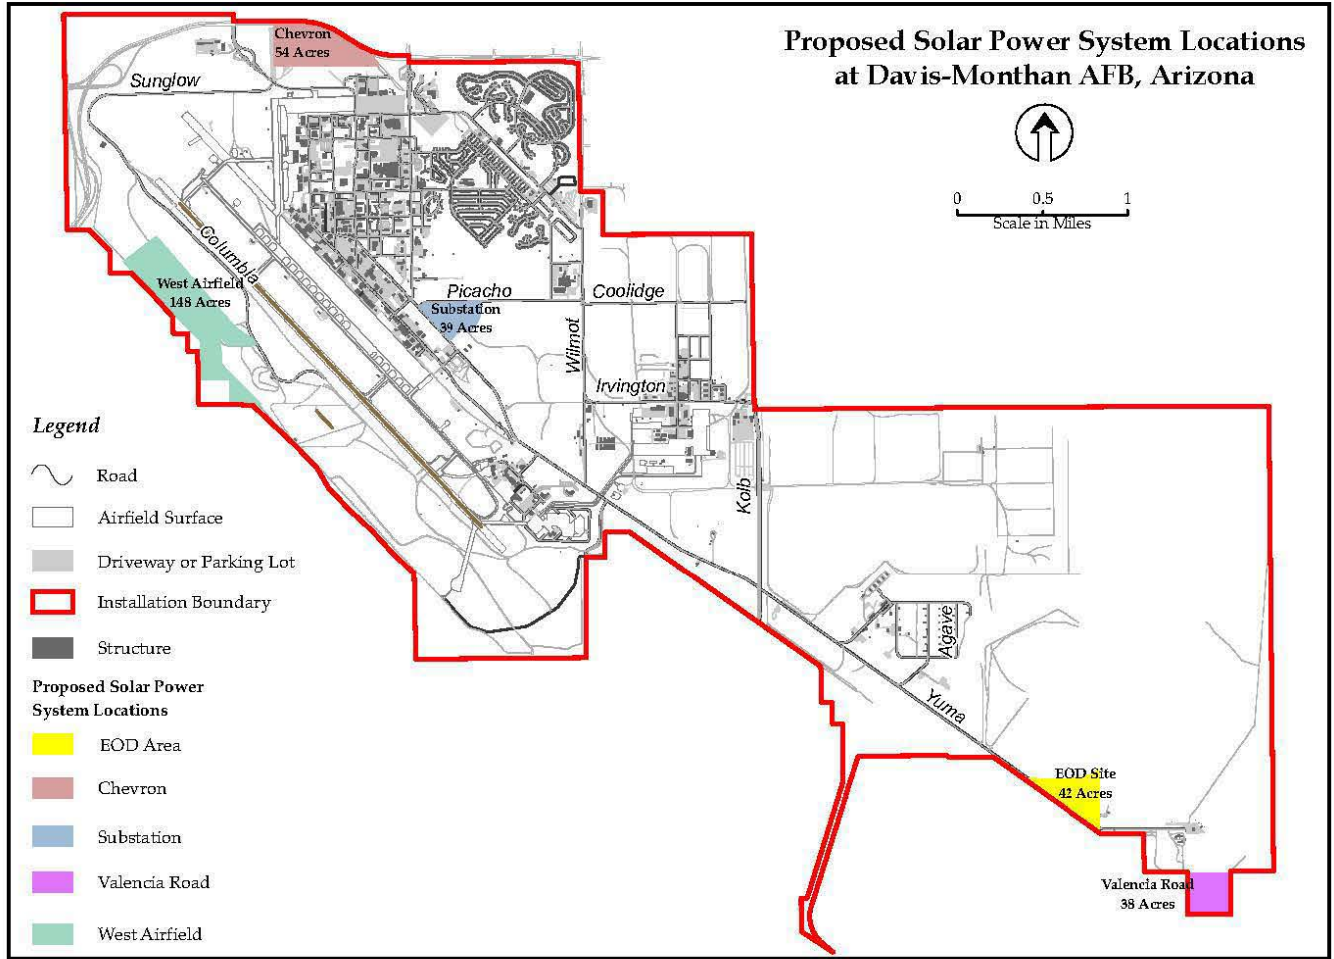 Proposed Solar Power System Locations
at Davis-Monthan AFB, Arizona
0 0.5 1
Scale in Miles
Chevron
54 Acres
Sunglow
Columbia
West Airfield
148 Acres
Picacho
Coolidge
Substation
39 Acres
Wilmot
Irvington
Kolb
Agave
Yuma
EOD Site
42 Acres
Valencia Road
38 Acres
Legend
Road
Airfield Surface
Driveway or Parking Lot
Installation Boundary
Structure
Proposed Solar Power
System Locations
EOD Area
Chevron
Substation
Valencia Road
West Airfield